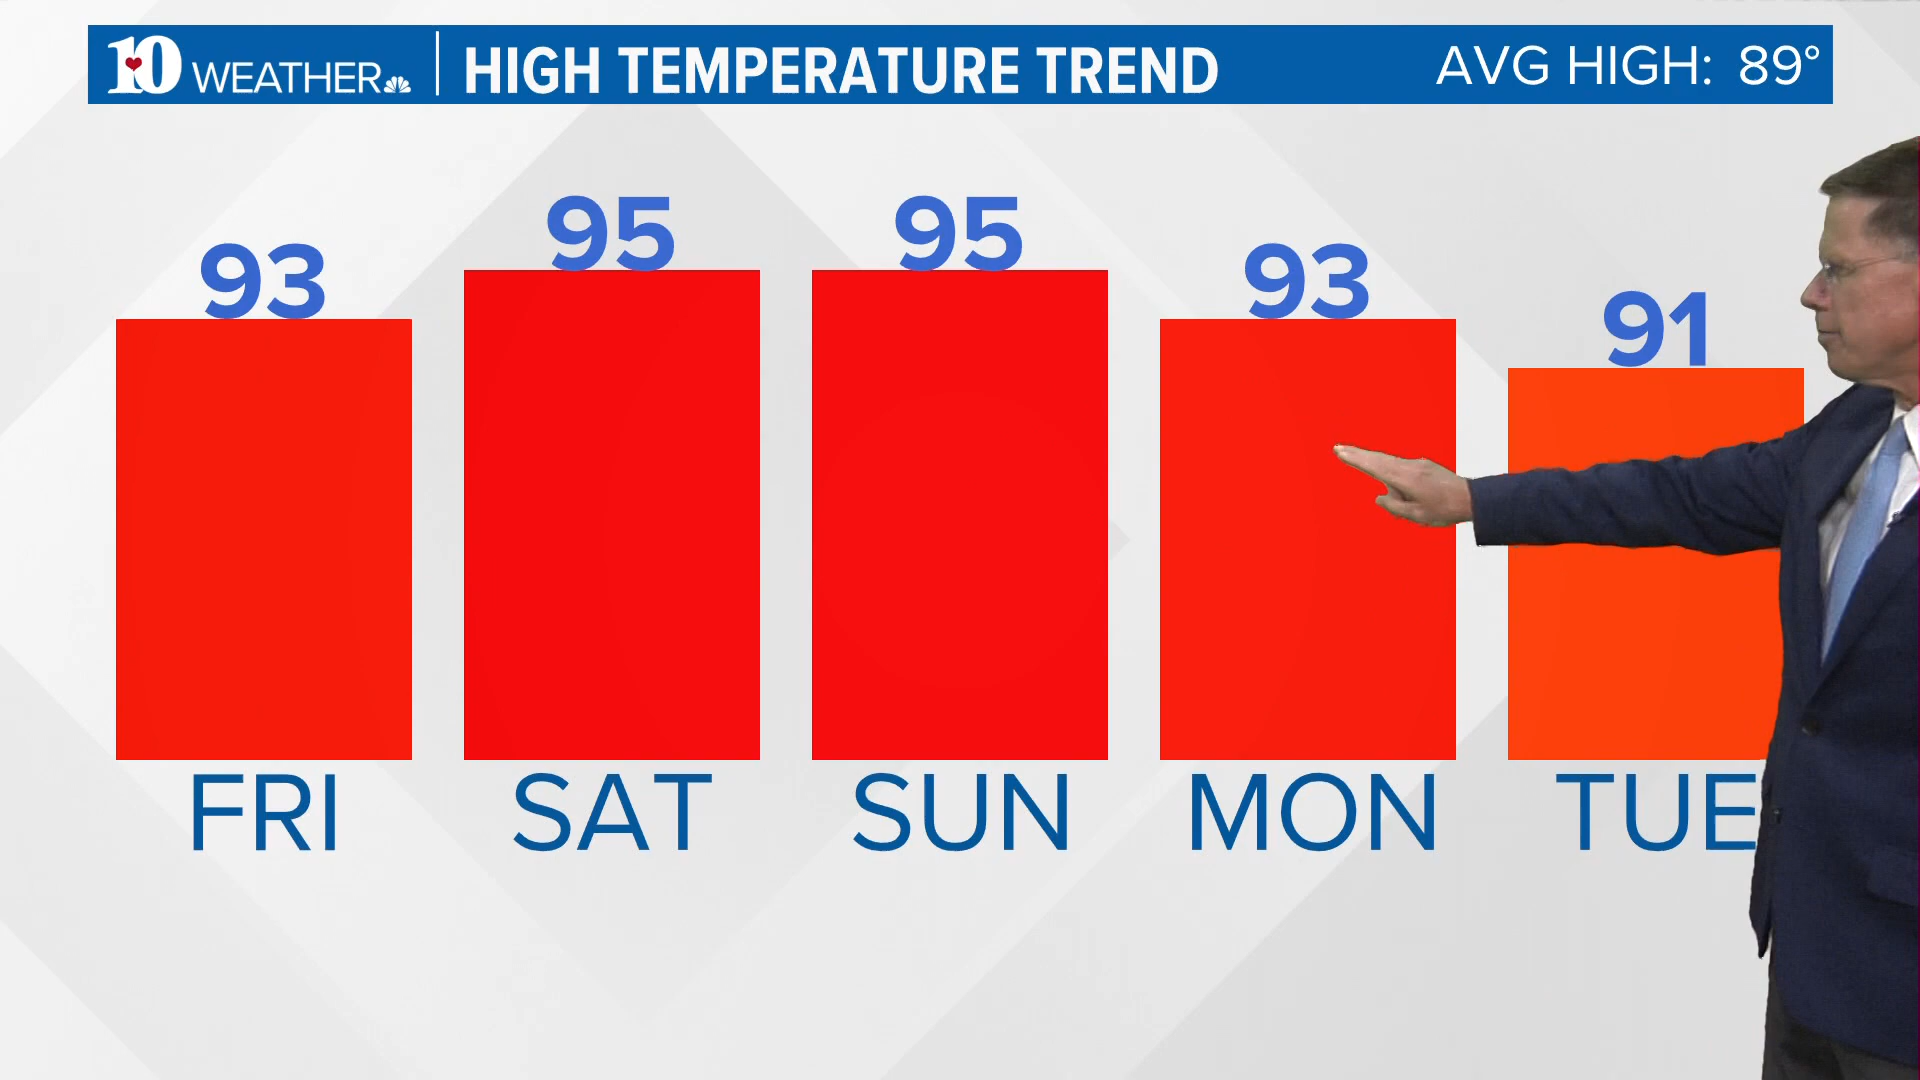 10 WEATHER HIGH TEMPERATURE TREND AVG HIGH: 89°
93 95 95 93 91
FRI SAT SUN MON TUE